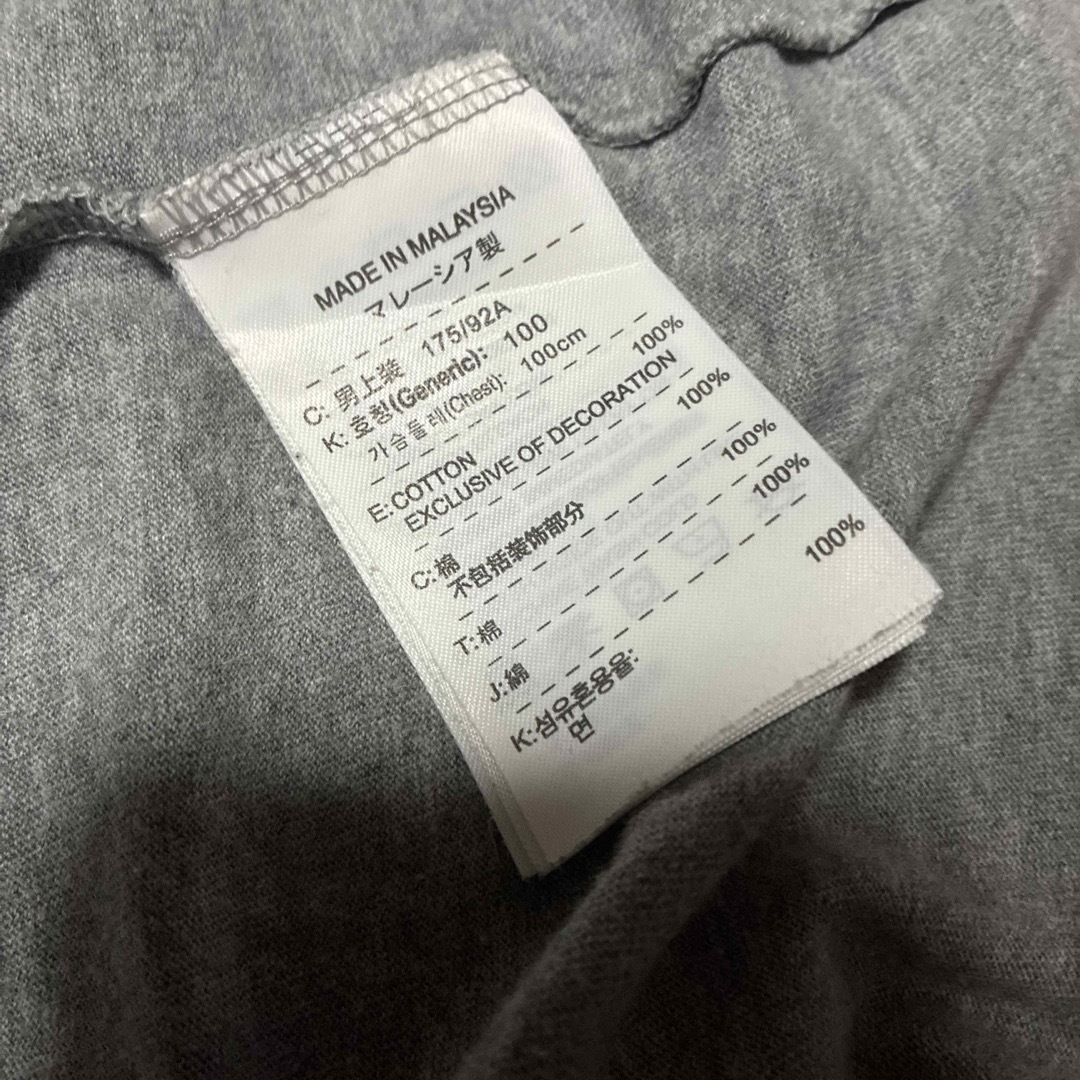 MADE IN MALAYSIA
マレーシア製
C: 男上装 175/92A
K: 호칭(Generic): 100
가슴둘레(Chest): 100cm
E: COTTON 100%
EXCLUSIVE OF DECORATION
C: 棉 100%
不包括装饰部分
T: 棉 100%
J: 綿 100%
K: 섬유혼용율:
면 100%